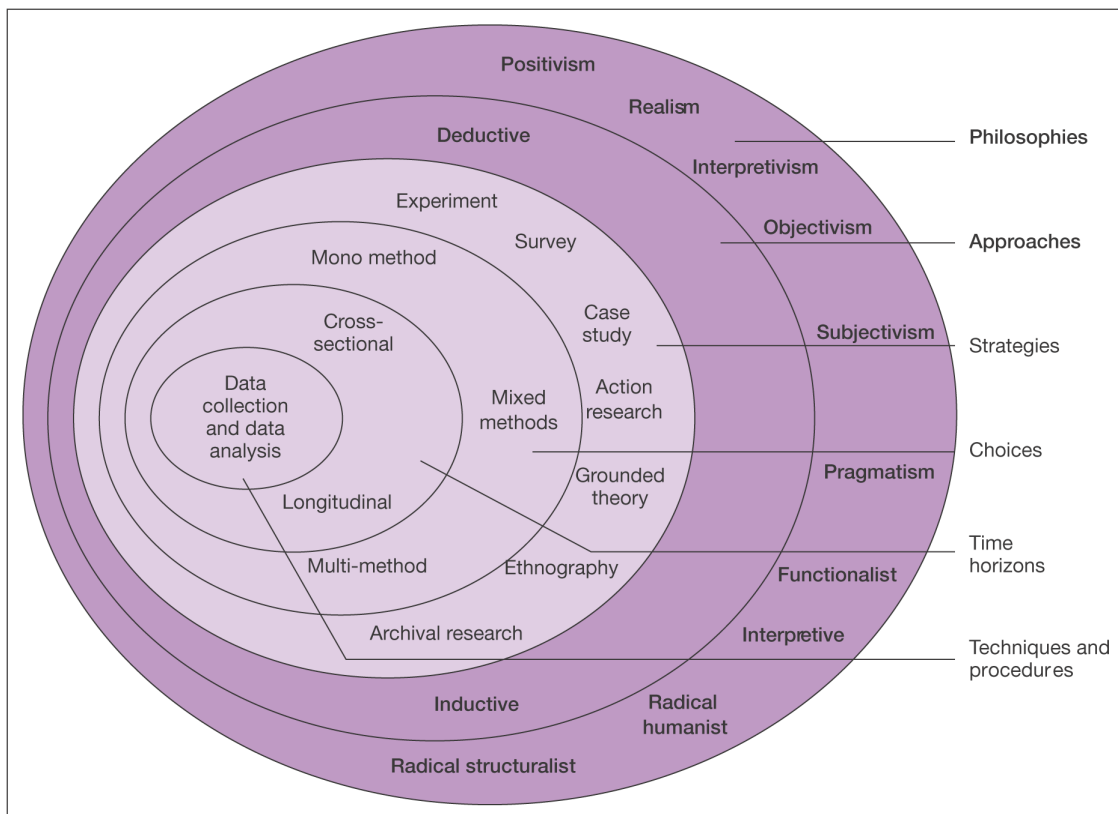 Positivism
Realism
Philosophies
Deductive
Interpretivism
Experiment
Objectivism
Approaches
Survey
Mono method
Case
study
Cross-
sectional
Subjectivism
Strategies
Data
collection
and data
analysis
Mixed
methods
Action
research
Choices
Grounded
theory
Pragmatism
Longitudinal
Time
horizons
Multi-method
Ethnography
Functionalist
Archival research
Interpretive
Techniques and
procedures
Inductive
Radical
humanist
Radical structuralist